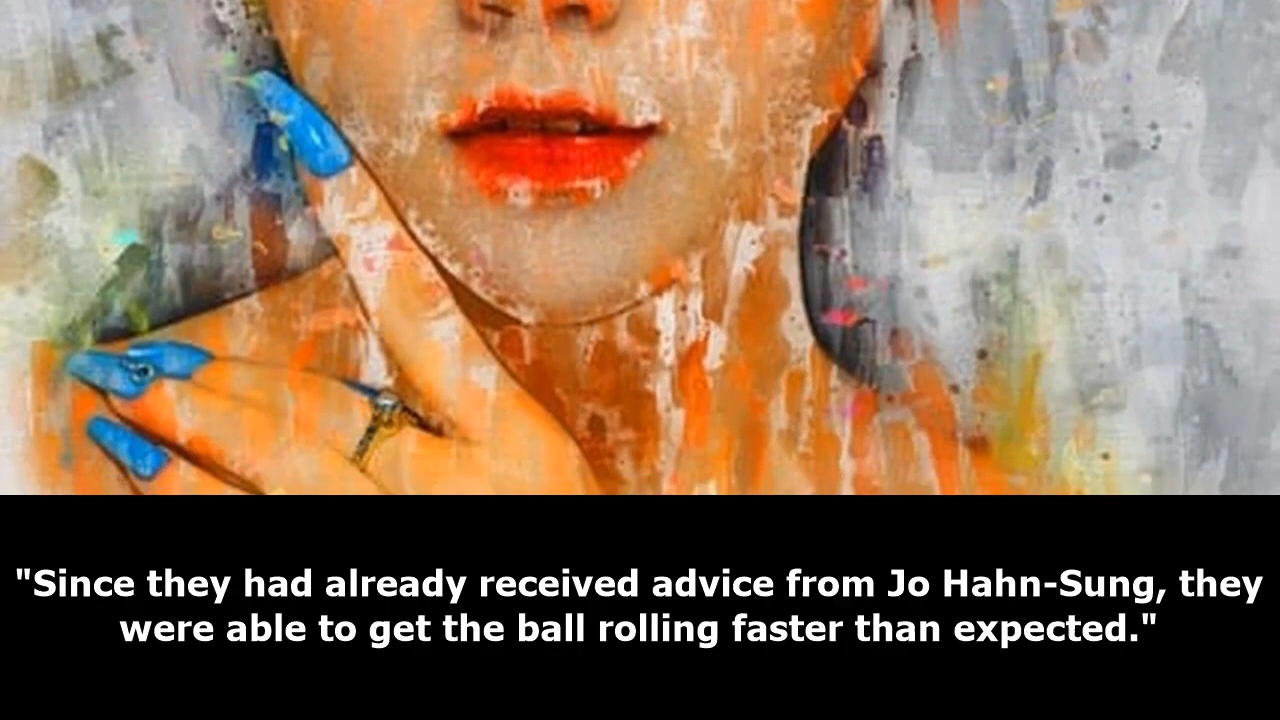 "Since they had already received advice from Jo Hahn-Sung, they
were able to get the ball rolling faster than expected."